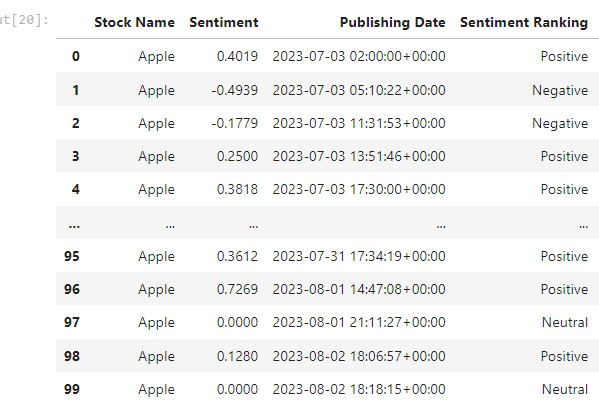 ut[20]:
Stock Name Sentiment Publishing Date Sentiment Ranking
0 Apple 0.4019 2023-07-03 02:00:00+00:00 Positive
1 Apple -0.4939 2023-07-03 05:10:22+00:00 Negative
2 Apple -0.1779 2023-07-03 11:31:53+00:00 Negative
3 Apple 0.2500 2023-07-03 13:51:46+00:00 Positive
4 Apple 0.3818 2023-07-03 17:30:00+00:00 Positive
... ... ... ... ...
95 Apple 0.3612 2023-07-31 17:34:19+00:00 Positive
96 Apple 0.7269 2023-08-01 14:47:08+00:00 Positive
97 Apple 0.0000 2023-08-01 21:11:27+00:00 Neutral
98 Apple 0.1280 2023-08-02 18:06:57+00:00 Positive
99 Apple 0.0000 2023-08-02 18:18:15+00:00 Neutral